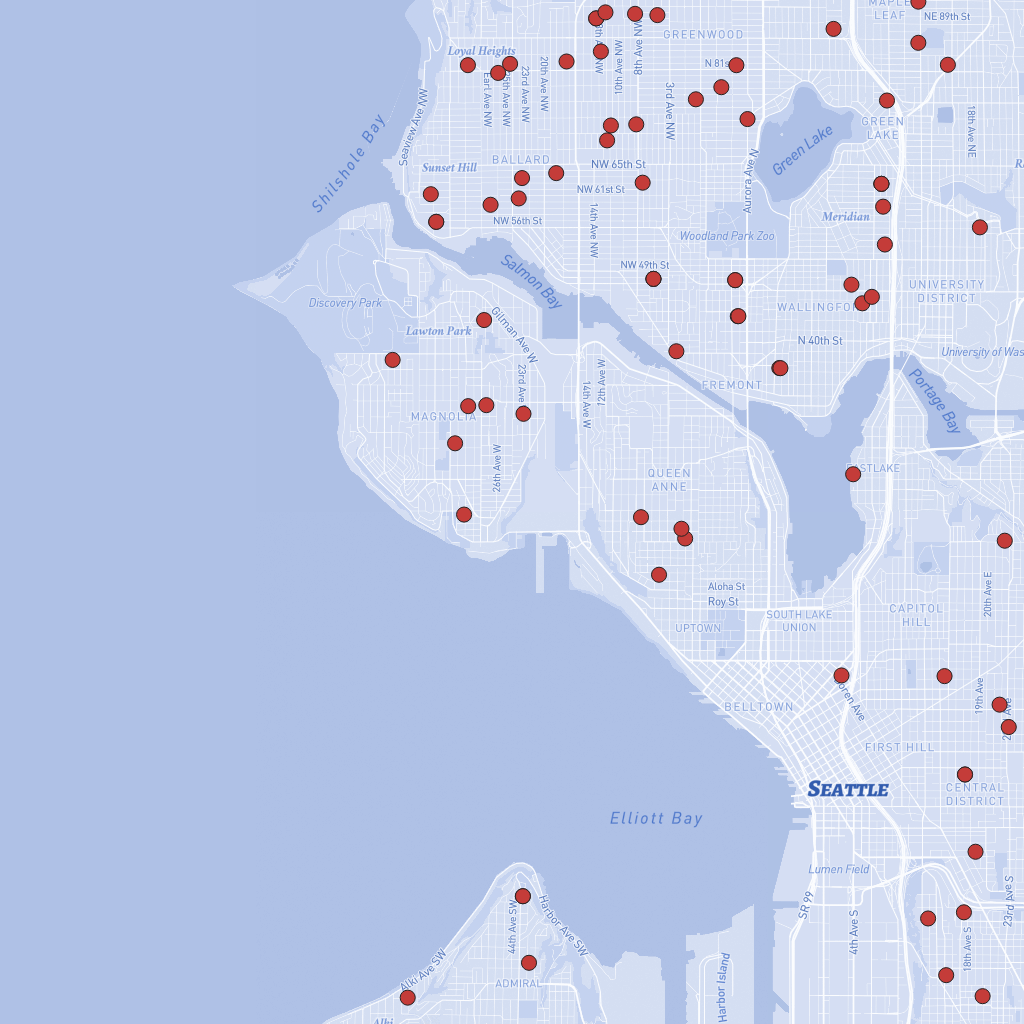 MAPLE
LEAF
NE 89th St
GREENWOOD
8th Ave NW
10th Ave NW
Loyal Heights
Earl Ave NW
23rd Ave NW
20th Ave NW
3rd Ave NW
Seaview Ave NW
Shilshole Bay
GREEN
LAKE
18th Ave NE
Green Lake
Aurora Ave N
BALLARD
Sunset Hill
NW 65th St
NW 61st St
NW 56th St
14th Ave NW
Meridian
Woodland Park Zoo
NW 49th St
Salmon Bay
Discovery Park
Lawton Park
Gilman Ave W
UNIVERSITY
DISTRICT
N 40th St
University of Was
Portage Bay
FREMONT
12th Ave W
14th Ave W
23rd Ave
MAGNOLIA
26th Ave W
QUEEN
ANNE
Aloha St
Roy St
UPTOWN
SOUTH LAKE
UNION
CAPITOL
HILL
20th Ave E
19th Ave
BELLTOWN
FIRST HILL
SEATTLE
CENTRAL
DISTRICT
Elliott Bay
Lumen Field
SR 99
4th Ave S
18th Ave S
23rd Ave S
Harbor Ave SW
44th Ave SW
Alki Ave SW
ADMIRAL
Harbor Island
Alki